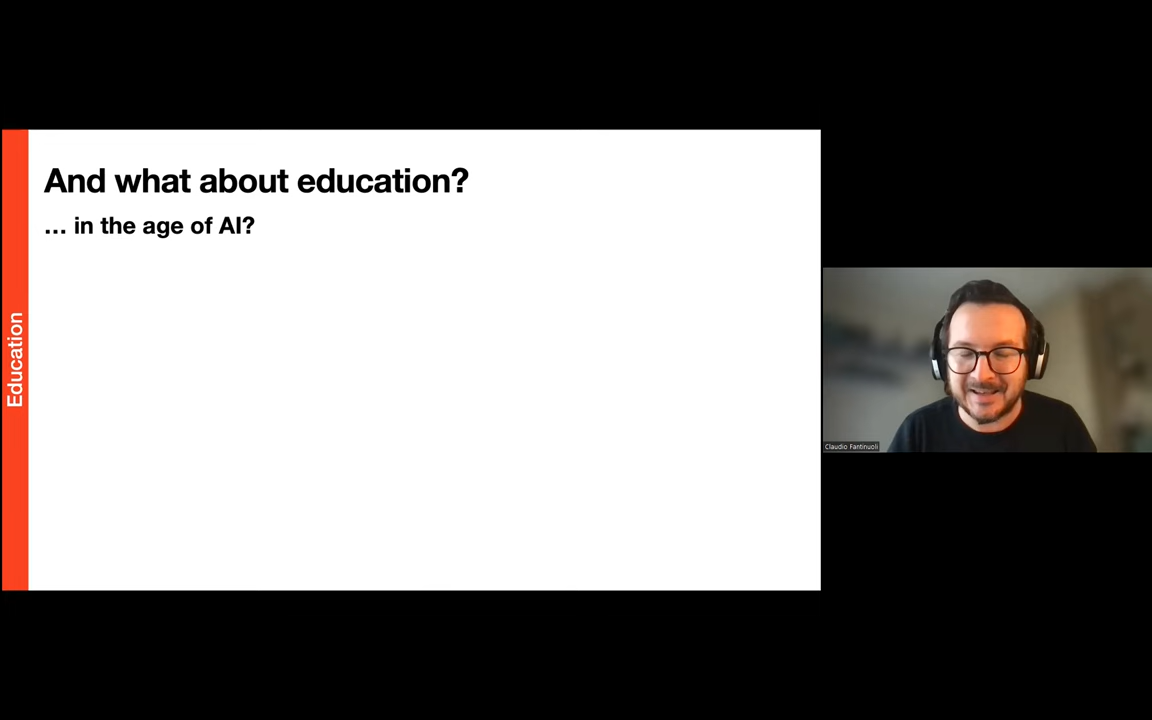 And what about education?
... in the age of AI?
Education
Claudio Fantinuoli